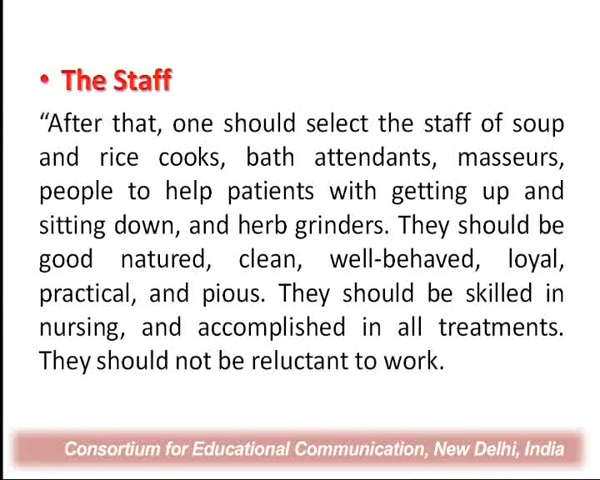 • The Staff
“After that, one should select the staff of soup
and rice cooks, bath attendants, masseurs,
people to help patients with getting up and
sitting down, and herb grinders. They should be
good natured, clean, well-behaved, loyal,
practical, and pious. They should be skilled in
nursing, and accomplished in all treatments.
They should not be reluctant to work.
Consortium for Educational Communication, New Delhi, India